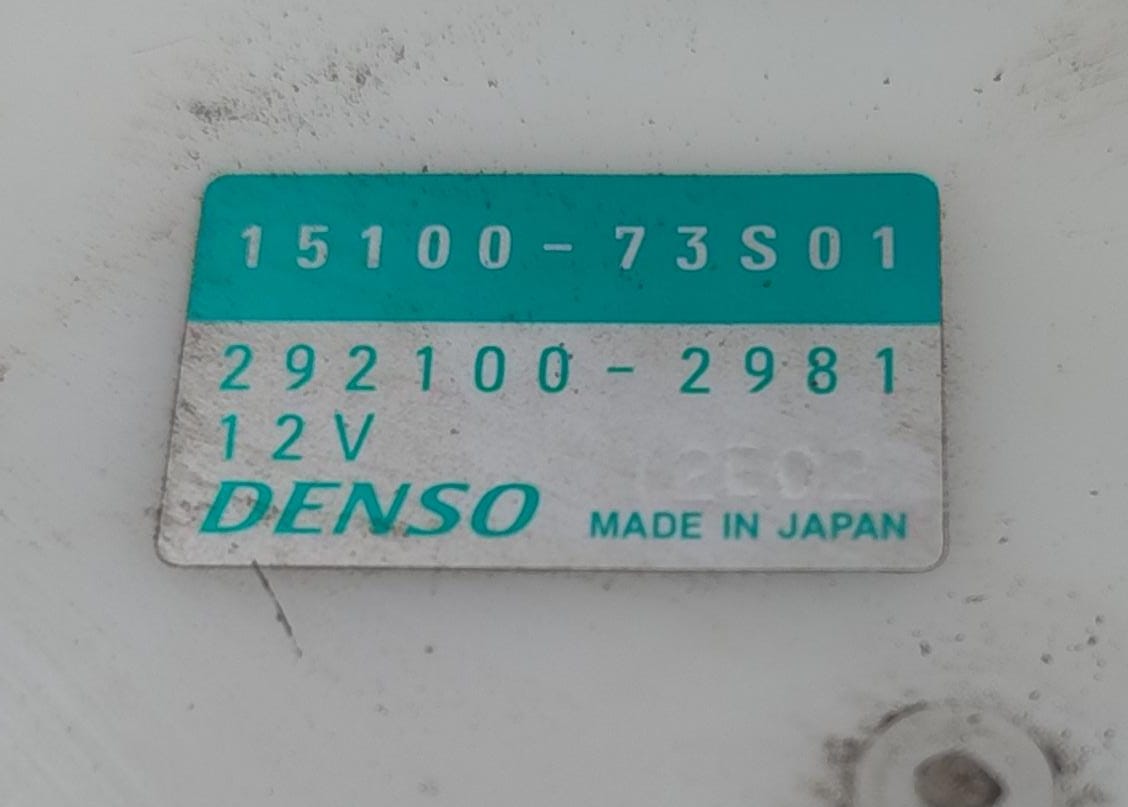 15100-73S01
292100-2981
12V
DENSO
MADE IN JAPAN